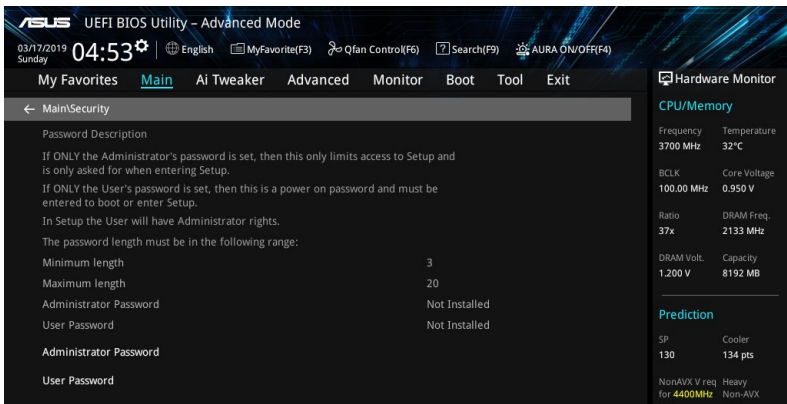 ASUS UEFI BIOS Utility – Advanced Mode
03/17/2019 Sunday 04:53 English MyFavorite(F3) Qfan Control(F6) ? Search(F9) AURA ON/OFF(F4)
My Favorites Main Ai Tweaker Advanced Monitor Boot Tool Exit
← Main\Security
Password Description
If ONLY the Administrator's password is set, then this only limits access to Setup and
is only asked for when entering Setup.
If ONLY the User's password is set, then this is a power on password and must be
entered to boot or enter Setup.
In Setup the User will have Administrator rights.
The password length must be in the following range:
Minimum length 3
Maximum length 20
Administrator Password Not Installed
User Password Not Installed
Administrator Password
User Password
Hardware Monitor
CPU/Memory
Frequency Temperature
3700 MHz 32°C
BCLK Core Voltage
100.00 MHz 0.950 V
Ratio DRAM Freq.
37x 2133 MHz
DRAM Volt. Capacity
1.200 V 8192 MB
Prediction
SP Cooler
130 134 pts
NonAVX V req Heavy
for 4400MHz Non-AVX